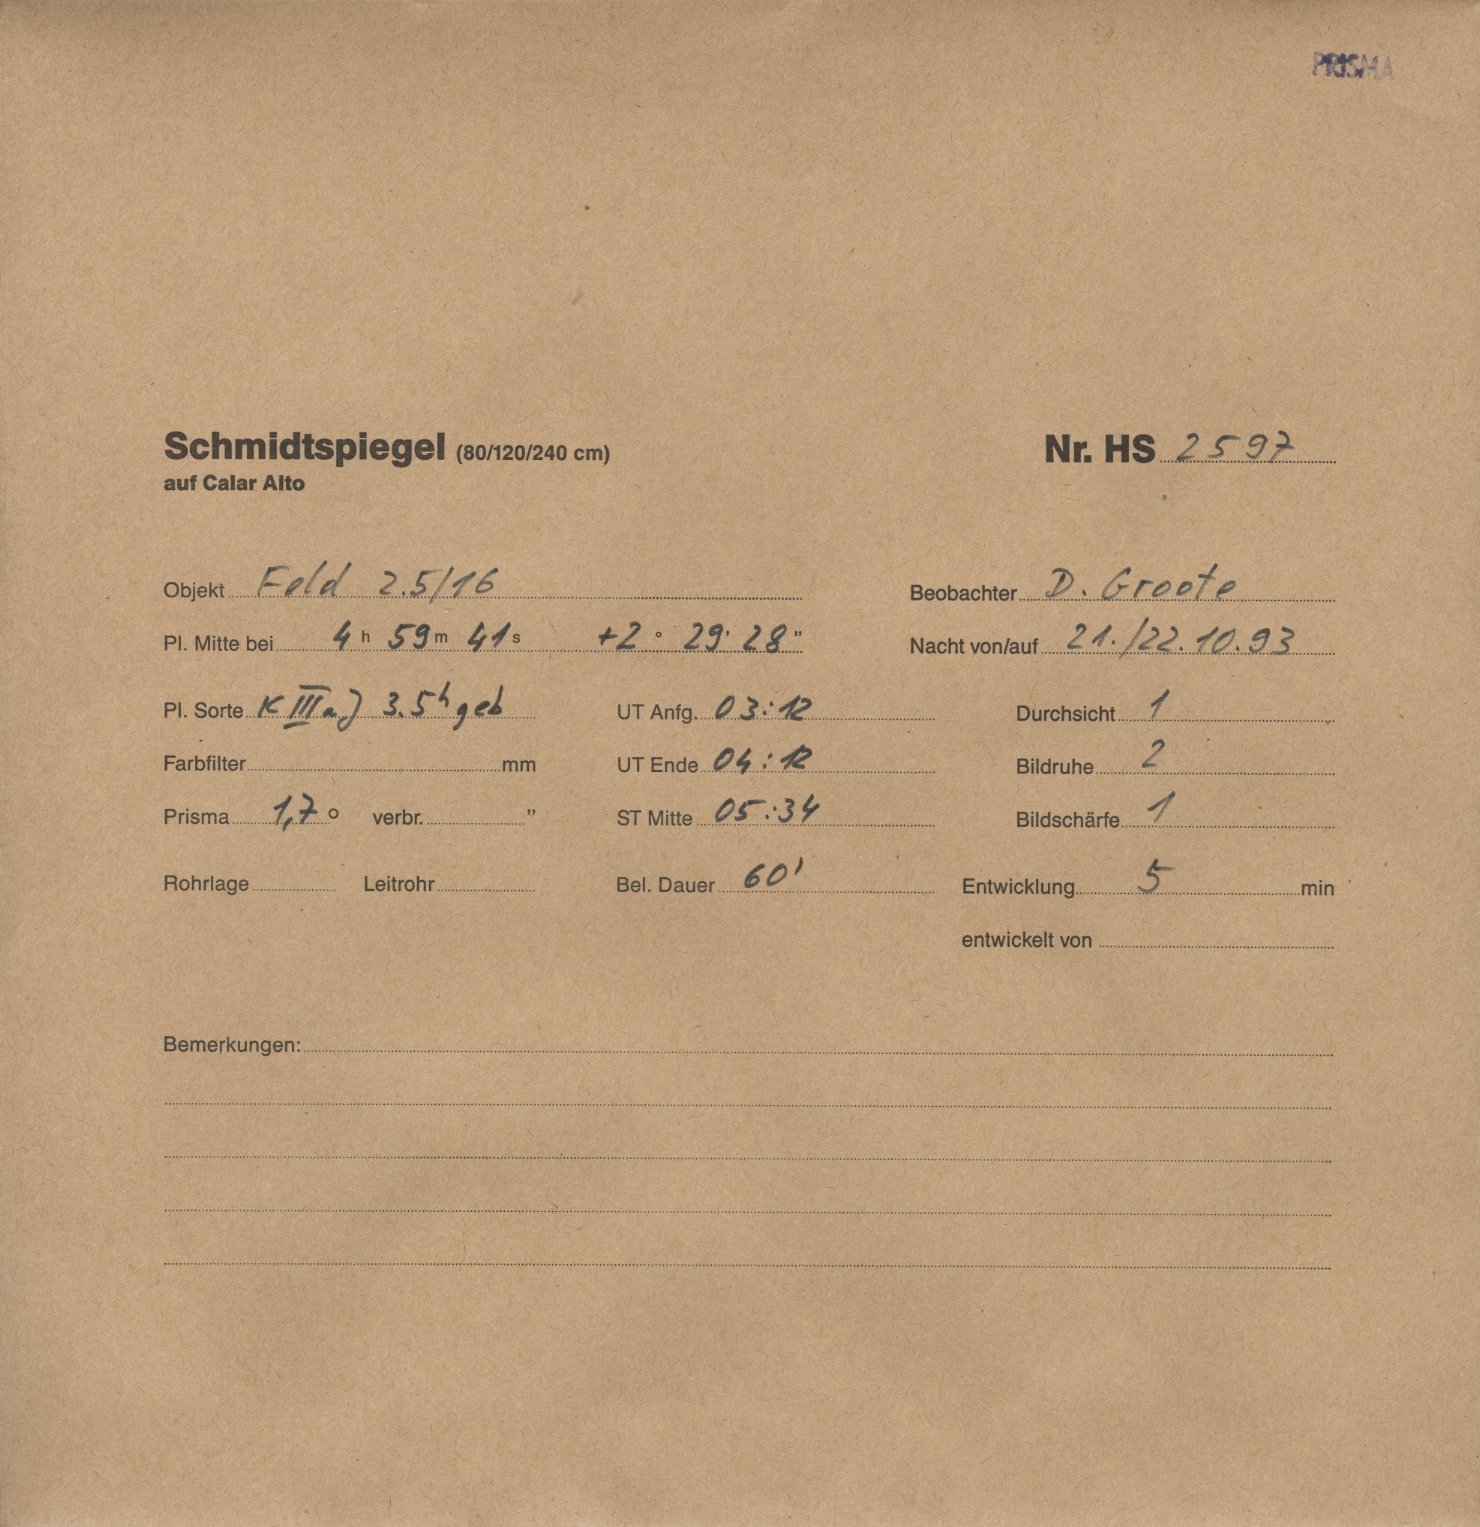 PRISMA
Schmidtspiegel (80/120/240 cm)
auf Calar Alto
Nr. HS 2597
Objekt Feld 2.5/16
Beobachter D. Groote
Pl. Mitte bei 4 h 59 m 41 s +2 ° 29 ' 28 "
Nacht von/auf 21./22.10.93
Pl. Sorte K IIIaJ 3.5h geb
UT Anfg. 03:12
Durchsicht 1
Farbfilter mm
UT Ende 04:12
Bildruhe 2
Prisma 1,7 ° verbr. "
ST Mitte 05:34
Bildschärfe 1
Rohrlage Leitrohr
Bel. Dauer 60'
Entwicklung 5 min
entwickelt von
Bemerkungen: